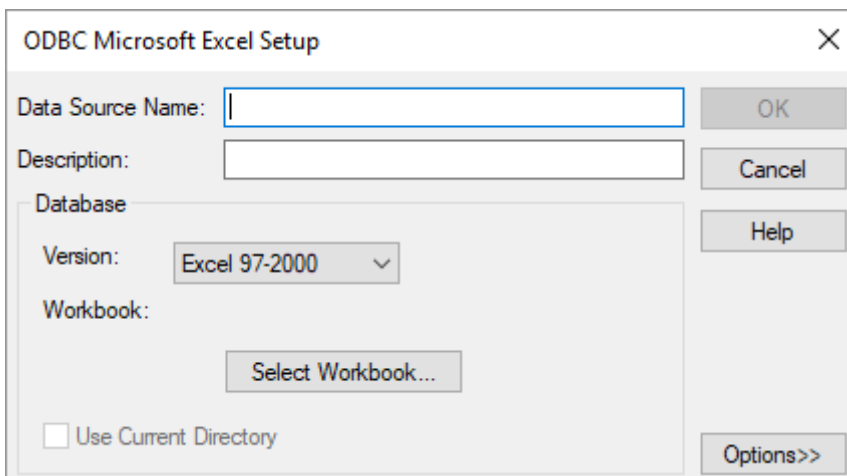 ODBC Microsoft Excel Setup
Data Source Name:
OK
Description:
Cancel
Database
Help
Version:
Excel 97-2000
Workbook:
Select Workbook...
Use Current Directory
Options>>